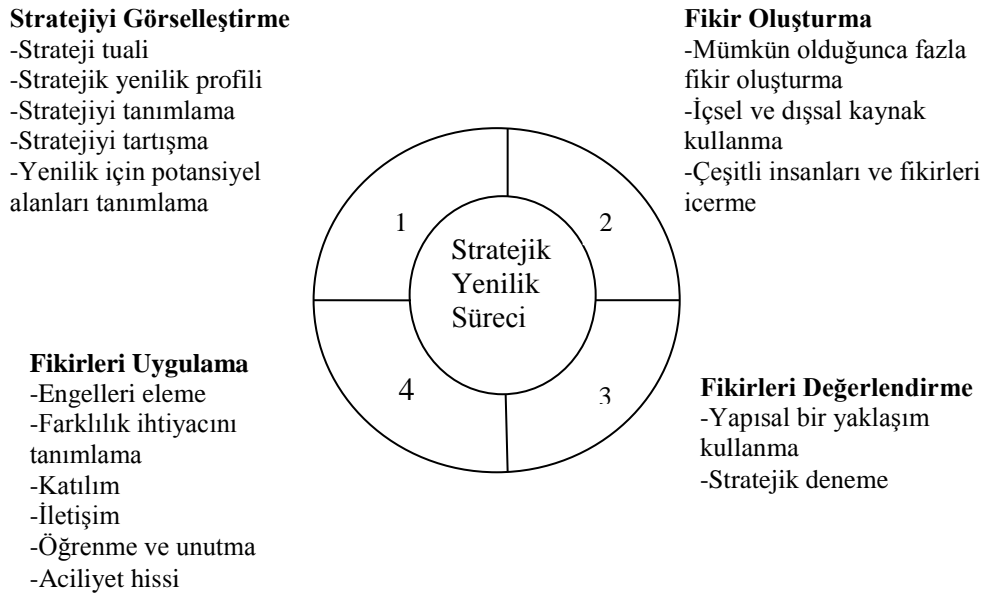 Stratejiyi Görselleştirme
-Strateji tuali
-Stratejik yenilik profili
-Stratejiyi tanımlama
-Stratejiyi tartışma
-Yenilik için potansiyel
alanları tanımlama
Fikir Oluşturma
-Mümkün olduğunca fazla
fikir oluşturma
-İçsel ve dışsal kaynak
kullanma
-Çeşitli insanları ve fikirleri
icerme
1
2
Stratejik
Yenilik
Süreci
4
3
Fikirleri Uygulama
-Engelleri eleme
-Farklılık ihtiyacını
tanımlama
-Katılım
-İletişim
-Öğrenme ve unutma
-Aciliyet hissi
Fikirleri Değerlendirme
-Yapısal bir yaklaşım
kullanma
-Stratejik deneme